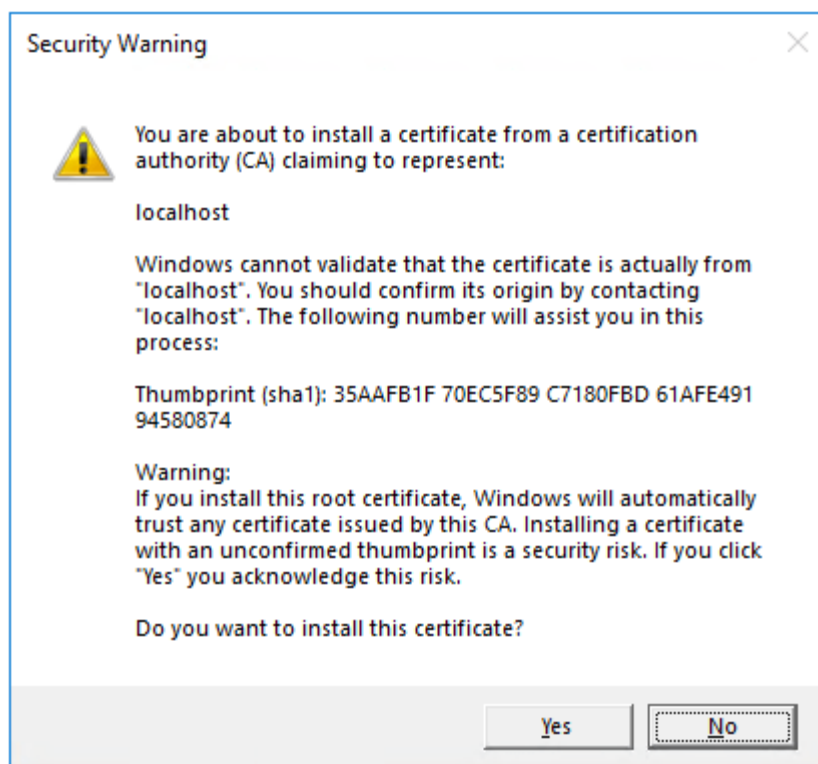 Security Warning
You are about to install a certificate from a certification
authority (CA) claiming to represent:
localhost
Windows cannot validate that the certificate is actually from
"localhost". You should confirm its origin by contacting
"localhost". The following number will assist you in this
process:
Thumbprint (sha1): 35AAFB1F 70EC5F89 C7180FBD 61AFE491
94580874
Warning:
If you install this root certificate, Windows will automatically
trust any certificate issued by this CA. Installing a certificate
with an unconfirmed thumbprint is a security risk. If you click
"Yes" you acknowledge this risk.
Do you want to install this certificate?
Yes
No